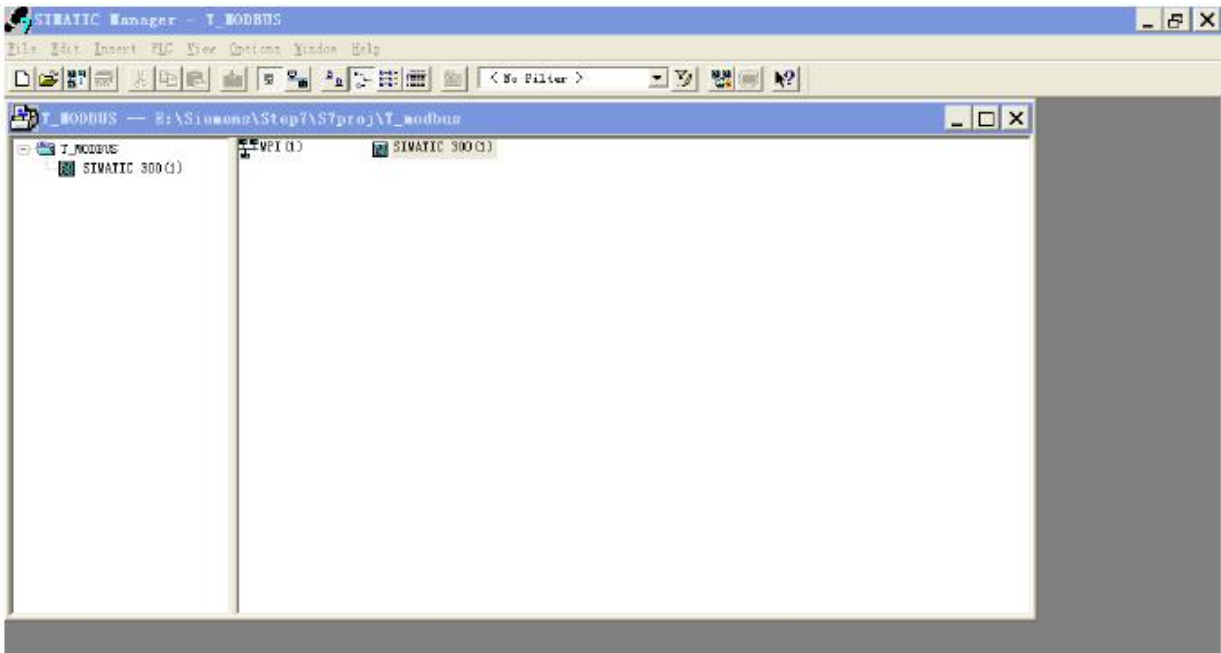 SIMATIC Manager - T_MODBUS
File Edit Insert PLC View Options Window Help
< No Filter >
T_MODBUS -- E:\Siemens\Step7\S7proj\T_modbus
T_MODBUS
SIMATIC 300(1)
MPI(1)
SIMATIC 300(1)